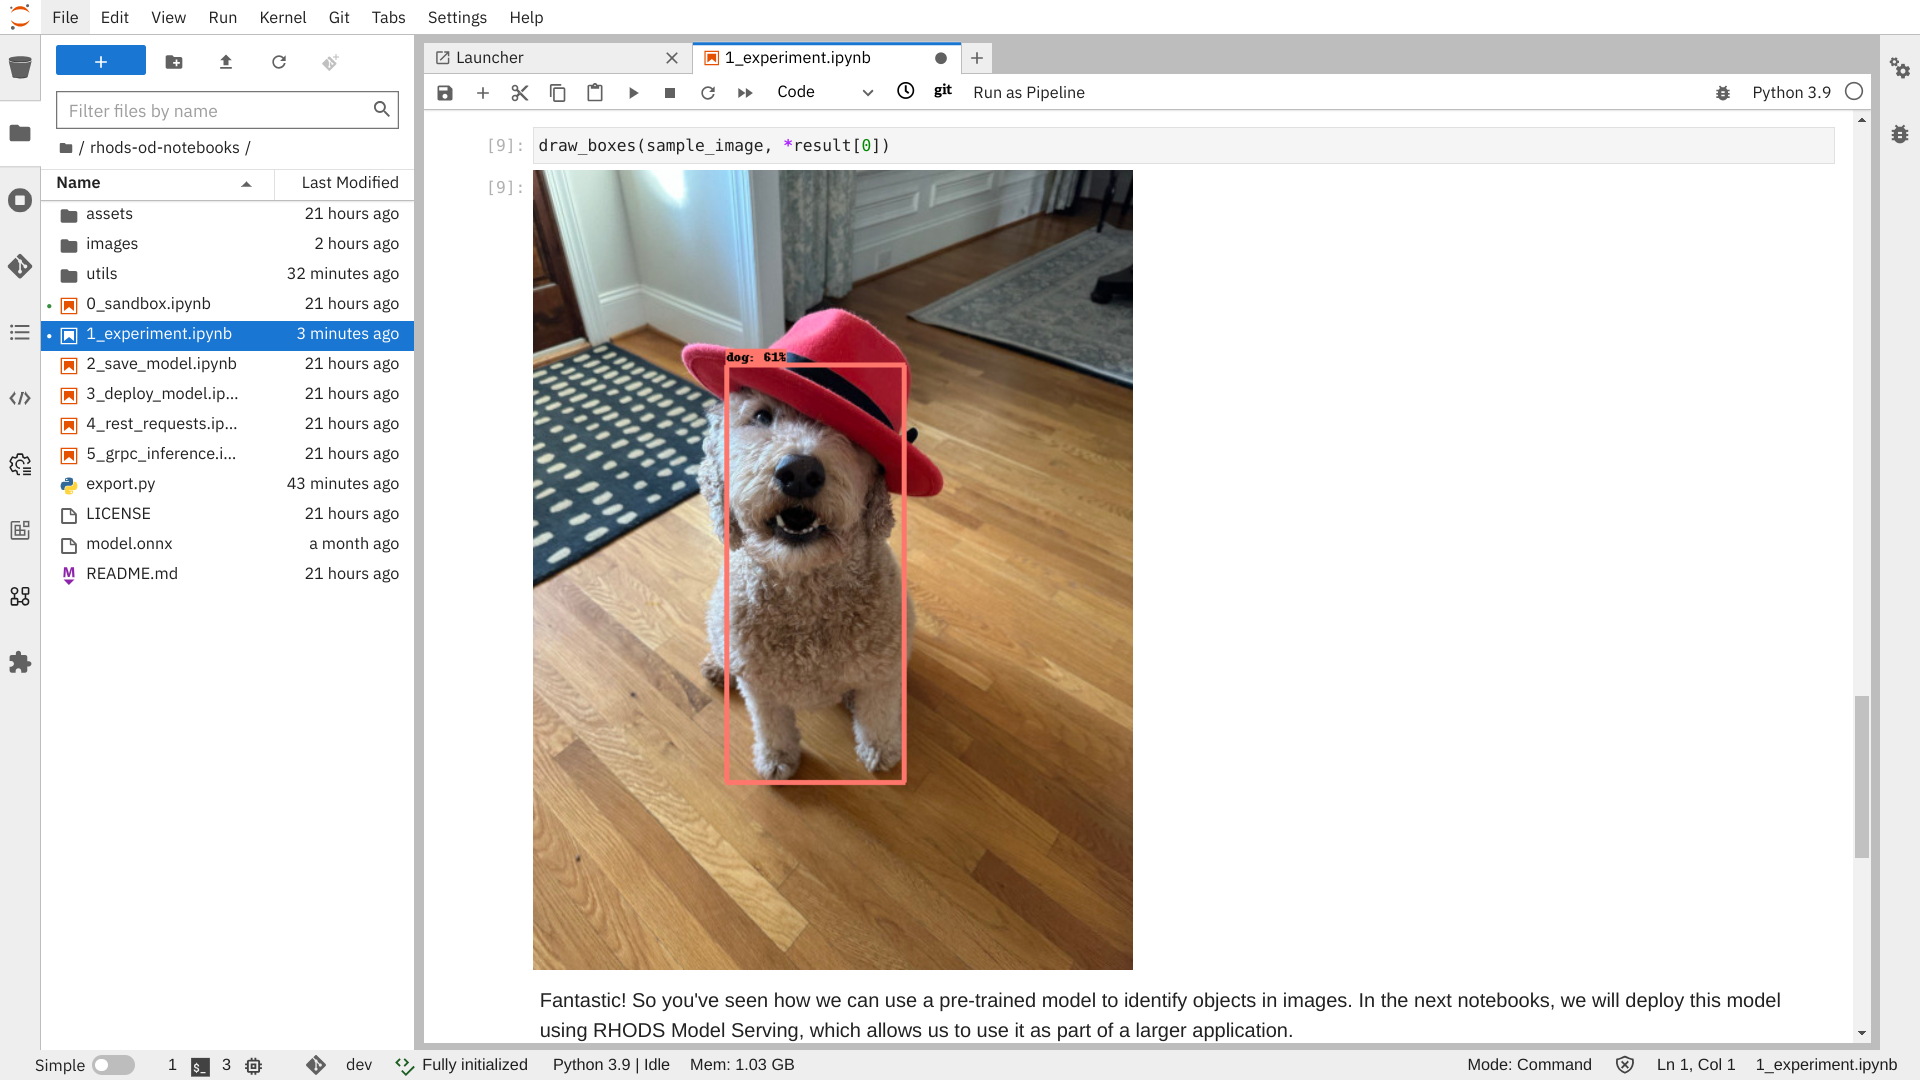 File Edit View Run Kernel Git Tabs Settings Help
+
Filter files by name
/ rhods-od-notebooks /
Name Last Modified
assets 21 hours ago
images 2 hours ago
utils 32 minutes ago
0_sandbox.ipynb 21 hours ago
1_experiment.ipynb 3 minutes ago
2_save_model.ipynb 21 hours ago
3_deploy_model.ip... 21 hours ago
4_rest_requests.ip... 21 hours ago
5_grpc_inference.i... 21 hours ago
export.py 43 minutes ago
LICENSE 21 hours ago
model.onnx a month ago
M README.md 21 hours ago
Launcher 1_experiment.ipynb
Code git Run as Pipeline Python 3.9
[9]: draw_boxes(sample_image, *result[0])
[9]:
dog: 61%
Fantastic! So you've seen how we can use a pre-trained model to identify objects in images. In the next notebooks, we will deploy this model
using RHODS Model Serving, which allows us to use it as part of a larger application.
Simple 1 $_ 3 dev Fully initialized Python 3.9 | Idle Mem: 1.03 GB Mode: Command Ln 1, Col 1 1_experiment.ipynb